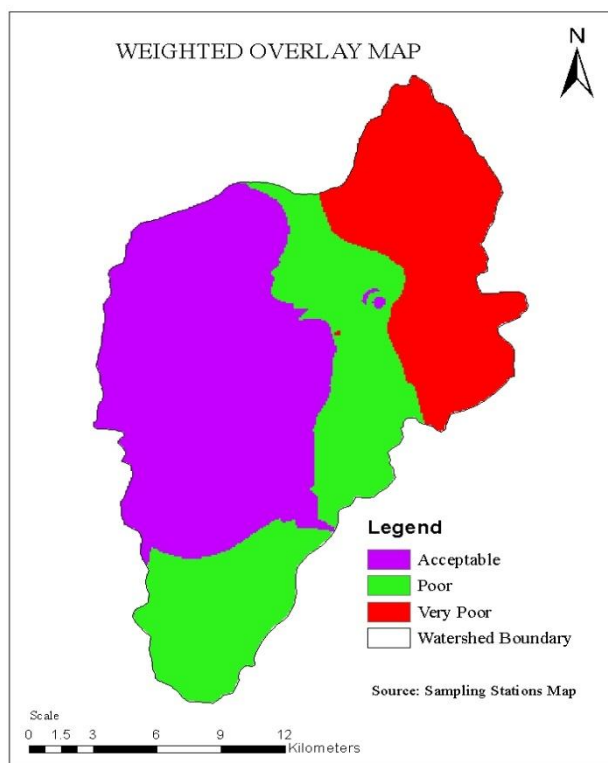 WEIGHTED OVERLAY MAP
N
Legend
Acceptable
Poor
Very Poor
Watershed Boundary
Source: Sampling Stations Map
Scale
0 1.5 3 6 9 12
Kilometers